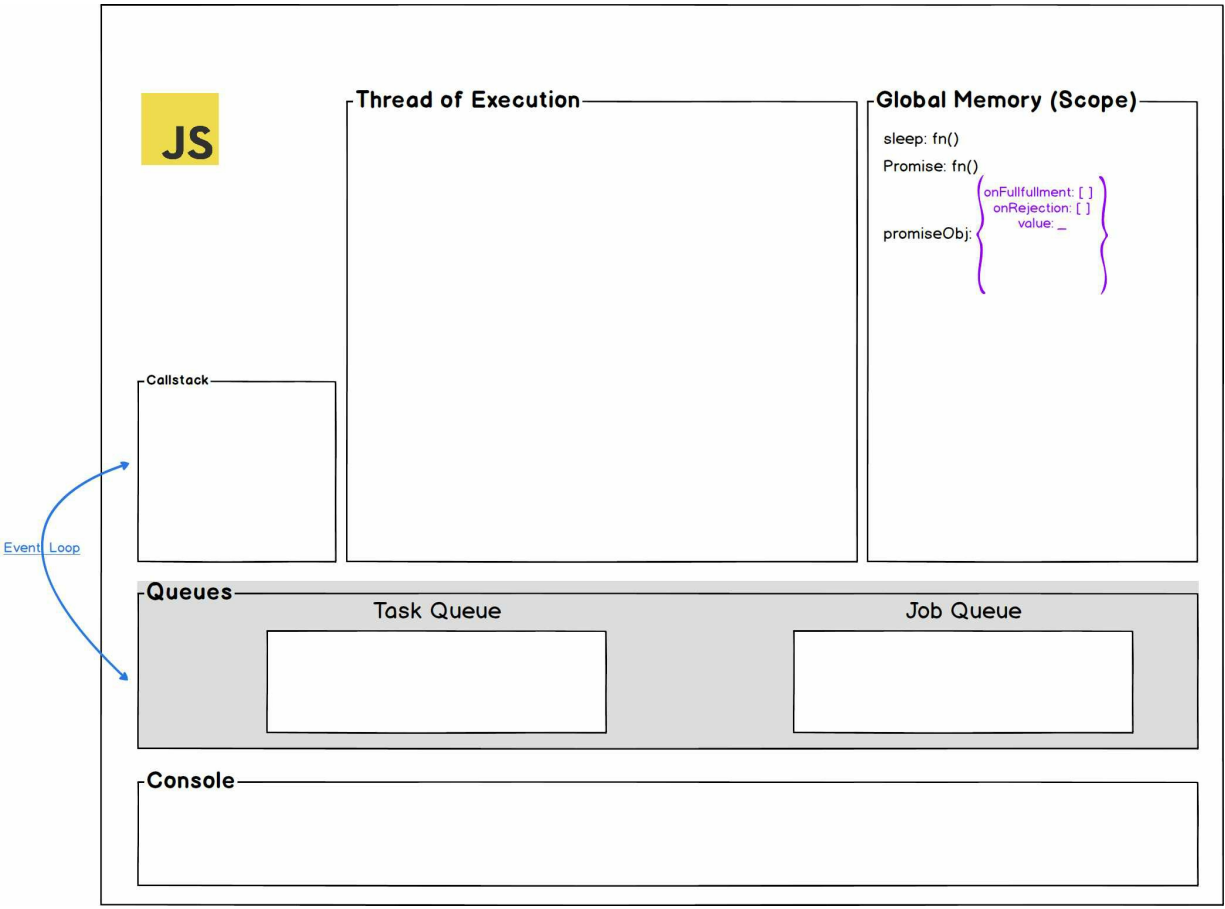 JS
Thread of Execution
Global Memory (Scope)
sleep: fn()
Promise: fn()
onFullfullment: [ ]
onRejection: [ ]
value: _
promiseObj:
Callstack
Event Loop
Queues
Task Queue
Job Queue
Console